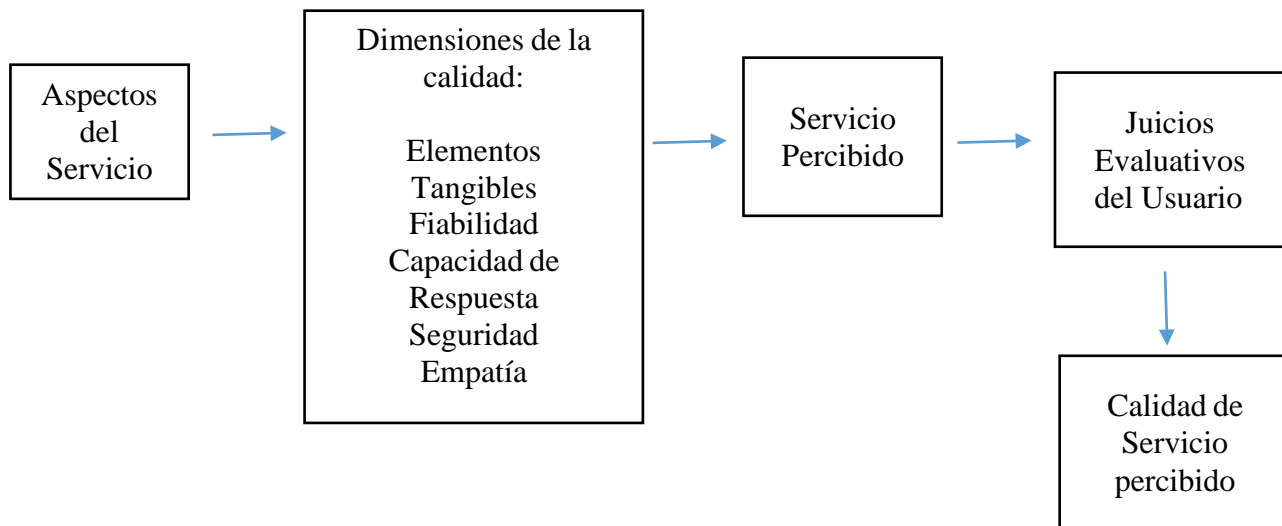 Aspectos
del
Servicio
Dimensiones de la
calidad:
Elementos
Tangibles
Fiabilidad
Capacidad de
Respuesta
Seguridad
Empatía
Servicio
Percibido
Juicios
Evaluativos
del Usuario
Calidad de
Servicio
percibido